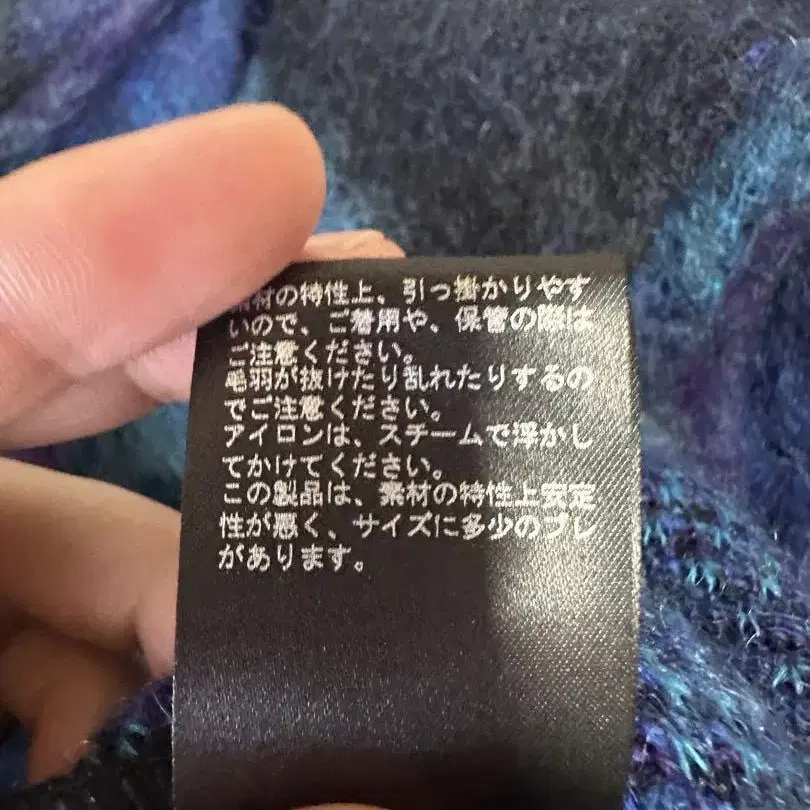 素材の特性上、引っ掛かりやす
いので、ご着用や、保管の際は
ご注意ください。
毛羽が抜けたり乱れたりするの
でご注意ください。
アイロンは、スチームで浮かし
てかけてください。
この製品は、素材の特性上安定
性が悪く、サイズに多少のブレ
があります。